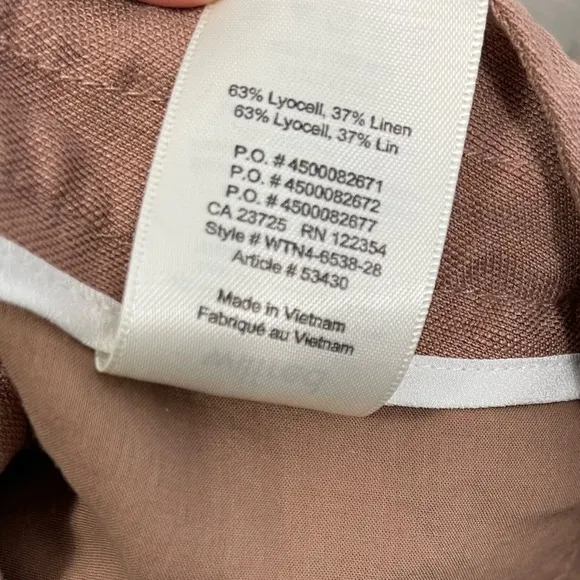 63% Lyocell, 37% Linen
63% Lyocell, 37% Lin
P.O. # 4500082671
P.O. # 4500082672
P.O. # 4500082677
CA 23725 RN 122354
Style # WTN4-6538-28
Article # 53430
Made in Vietnam
Fabriqué au Vietnam